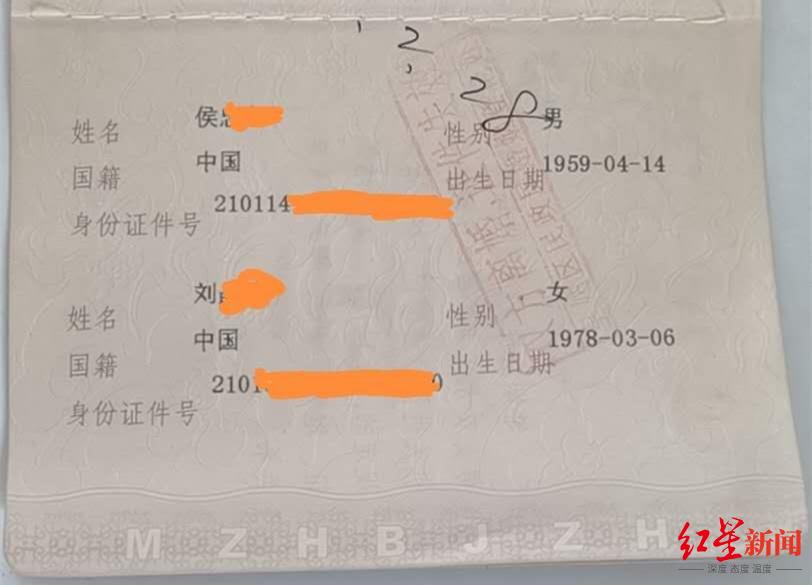 2
28
侯
姓名
性别 男
中国
国籍
出生日期 1959-04-14
210114
身份证件号
刘
姓名
性别 女
中国
国籍
出生日期 1978-03-06
2101
0
身份证件号
MZHBJZH
红星新闻
深度 态度 温度